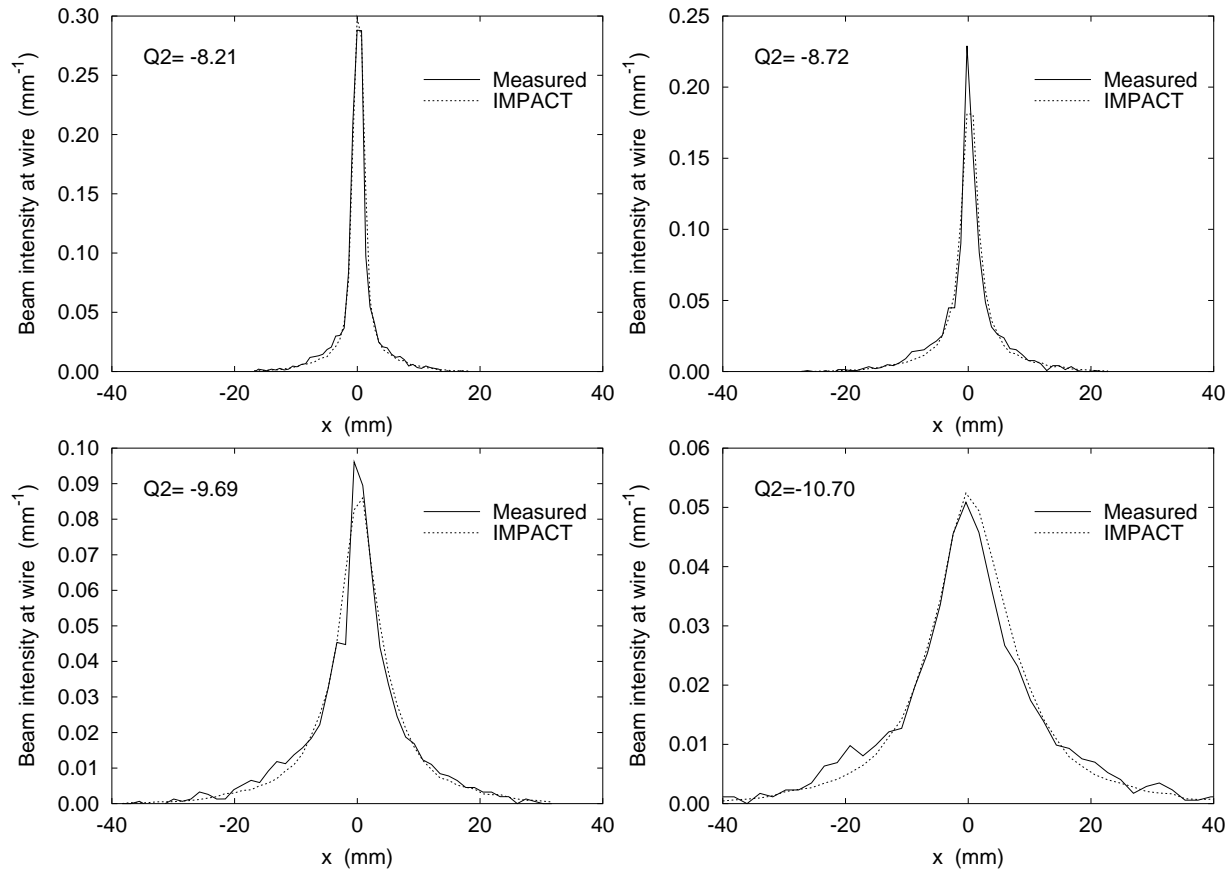 0.30
0.25
0.20
0.15
0.10
0.05
0.00
-40 -20 0 20 40
x (mm)
Beam intensity at wire (mm-1)
Q2= -8.21
Measured
IMPACT
0.25
0.20
0.15
0.10
0.05
0.00
-40 -20 0 20 40
x (mm)
Beam intensity at wire (mm-1)
Q2= -8.72
Measured
IMPACT
0.10
0.09
0.08
0.07
0.06
0.05
0.04
0.03
0.02
0.01
0.00
-40 -20 0 20 40
x (mm)
Beam intensity at wire (mm-1)
Q2= -9.69
Measured
IMPACT
0.06
0.05
0.04
0.03
0.02
0.01
0.00
-40 -20 0 20 40
x (mm)
Beam intensity at wire (mm-1)
Q2=-10.70
Measured
IMPACT